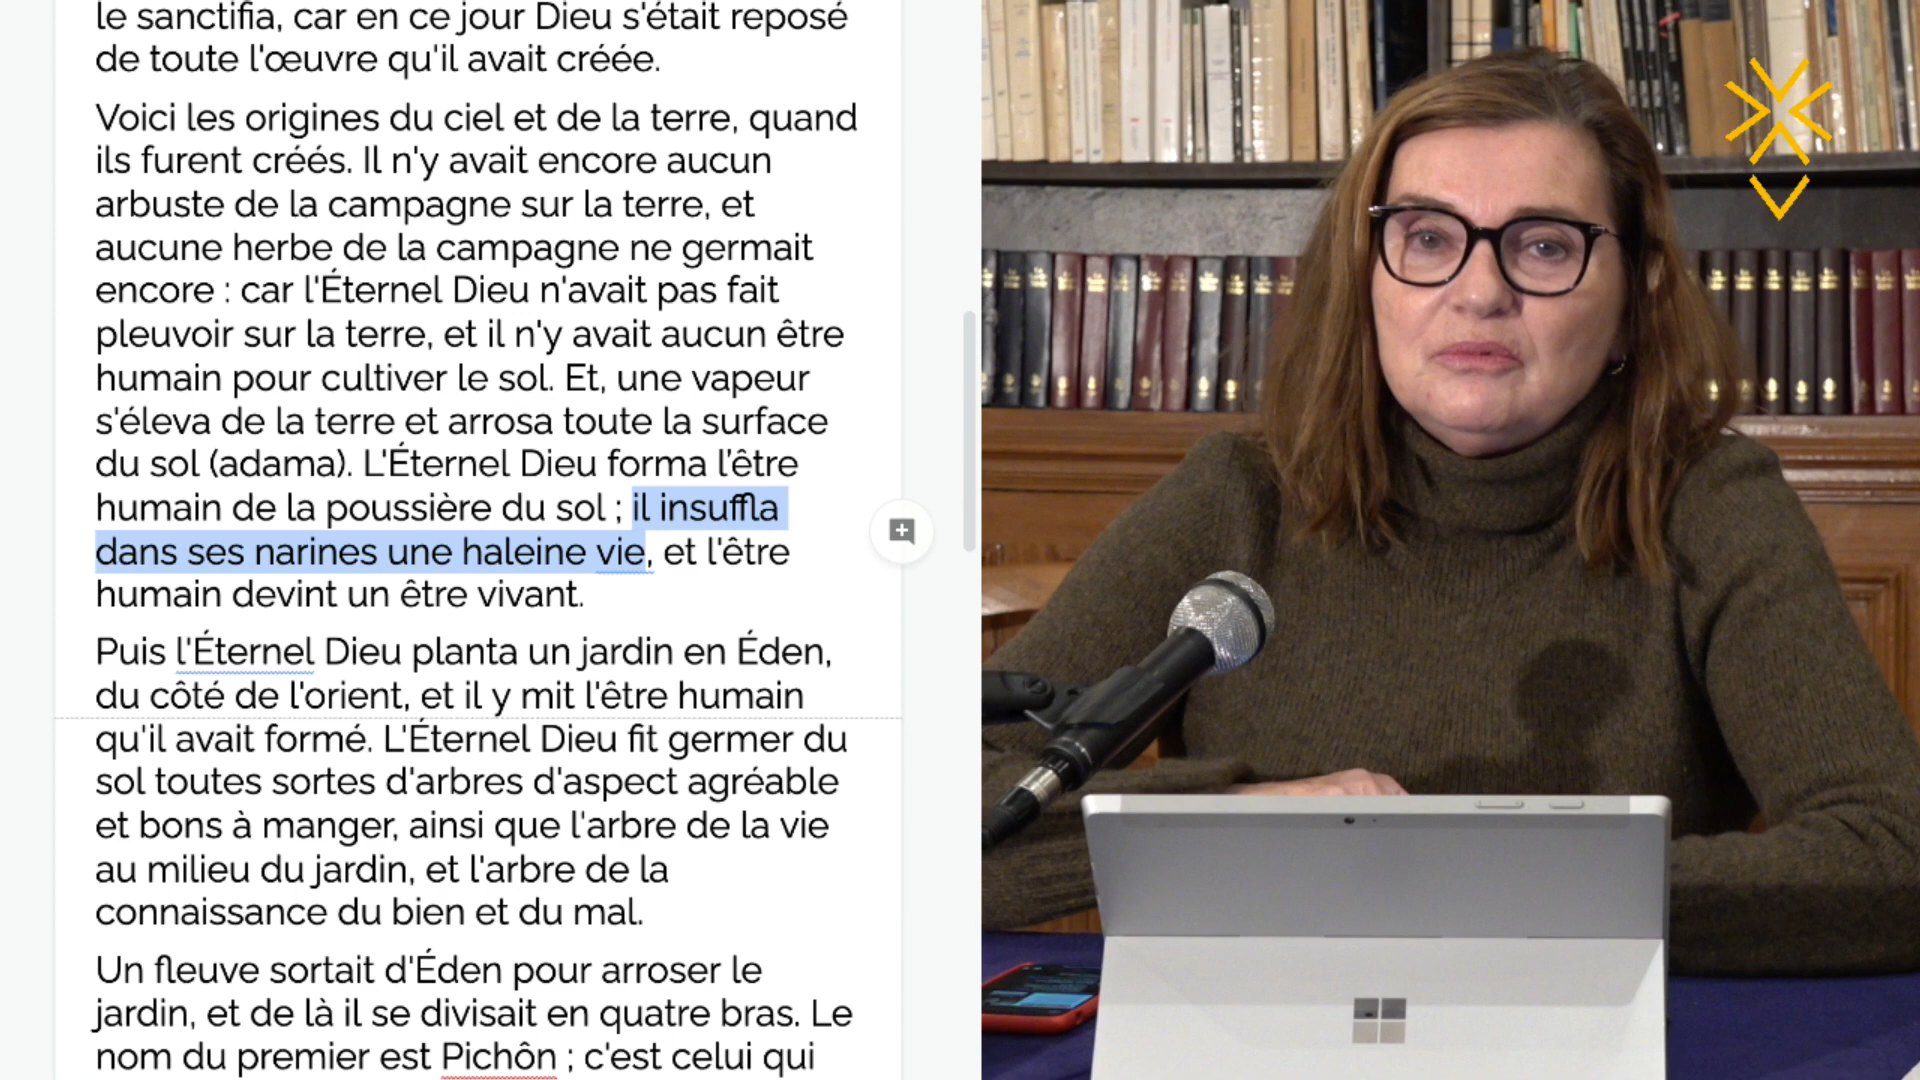 le sanctifia, car en ce jour Dieu s'était reposé
de toute l'œuvre qu'il avait créée.
Voici les origines du ciel et de la terre, quand
ils furent créés. Il n'y avait encore aucun
arbuste de la campagne sur la terre, et
aucune herbe de la campagne ne germait
encore : car l'Éternel Dieu n'avait pas fait
pleuvoir sur la terre, et il n'y avait aucun être
humain pour cultiver le sol. Et, une vapeur
s'éleva de la terre et arrosa toute la surface
du sol (adama). L'Éternel Dieu forma l’être
humain de la poussière du sol ; il insuffla
dans ses narines une haleine vie, et l'être
humain devint un être vivant.
Puis l'Éternel Dieu planta un jardin en Éden,
du côté de l'orient, et il y mit l'être humain
qu'il avait formé. L'Éternel Dieu fit germer du
sol toutes sortes d'arbres d'aspect agréable
et bons à manger, ainsi que l'arbre de la vie
au milieu du jardin, et l'arbre de la
connaissance du bien et du mal.
Un fleuve sortait d'Éden pour arroser le
jardin, et de là il se divisait en quatre bras. Le
nom du premier est Pichôn ; c'est celui qui